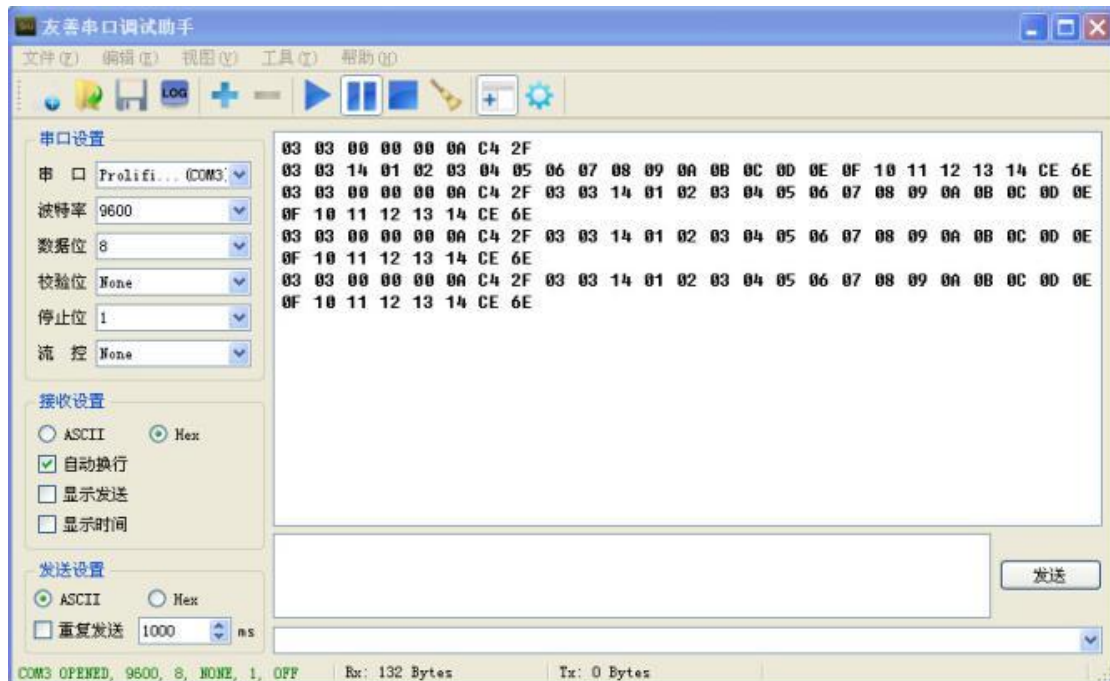 友善串口调试助手
文件(F) 编辑(E) 视图(V) 工具(T) 帮助(H)
LOG
串口设置
串 口 Prolifi... (COM3)
波特率 9600
数据位 8
校验位 None
停止位 1
流 控 None
接收设置
ASCII Hex
自动换行
显示发送
显示时间
发送设置
ASCII Hex
重复发送 1000 ms
03 03 00 00 00 0A C4 2F
03 03 14 01 02 03 04 05 06 07 08 09 0A 0B 0C 0D 0E 0F 10 11 12 13 14 CE 6E
03 03 00 00 00 0A C4 2F 03 03 14 01 02 03 04 05 06 07 08 09 0A 0B 0C 0D 0E
0F 10 11 12 13 14 CE 6E
03 03 00 00 00 0A C4 2F 03 03 14 01 02 03 04 05 06 07 08 09 0A 0B 0C 0D 0E
0F 10 11 12 13 14 CE 6E
03 03 00 00 00 0A C4 2F 03 03 14 01 02 03 04 05 06 07 08 09 0A 0B 0C 0D 0E
0F 10 11 12 13 14 CE 6E
发送
COM3 OPENED, 9600, 8, NONE, 1, OFF Rx: 132 Bytes Tx: 0 Bytes